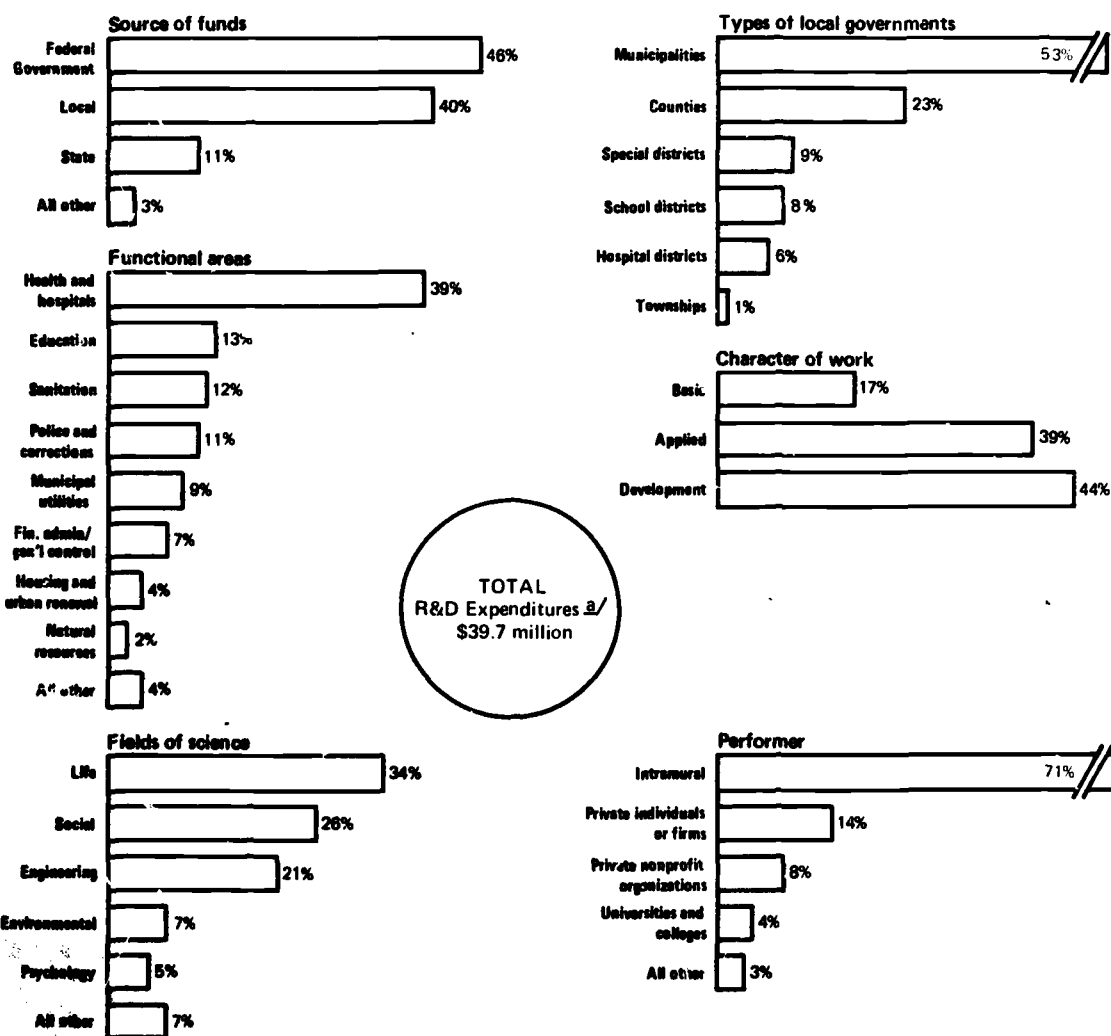 Source of funds
Federal
Government
46%
Local
40%
State
11%
All other
3%
Functional areas
Health and
hospitals
39%
Education
13%
Sanitation
12%
Police and
corrections
11%
Municipal
utilities
9%
Fin. admin/
gen'l control
7%
Housing and
urban renewal
4%
Natural
resources
2%
All other
4%
Fields of science
Life
34%
Social
26%
Engineering
21%
Environmental
7%
Psychology
5%
All other
7%
TOTAL
R&D Expenditures a/
$39.7 million
Types of local governments
Municipalities
53%
Counties
23%
Special districts
9%
School districts
8%
Hospital districts
6%
Townships
1%
Character of work
Basic
17%
Applied
39%
Development
44%
Performer
Intramural
71%
Private individuals
or firms
14%
Private nonprofit
organizations
8%
Universities and
colleges
4%
All other
3%